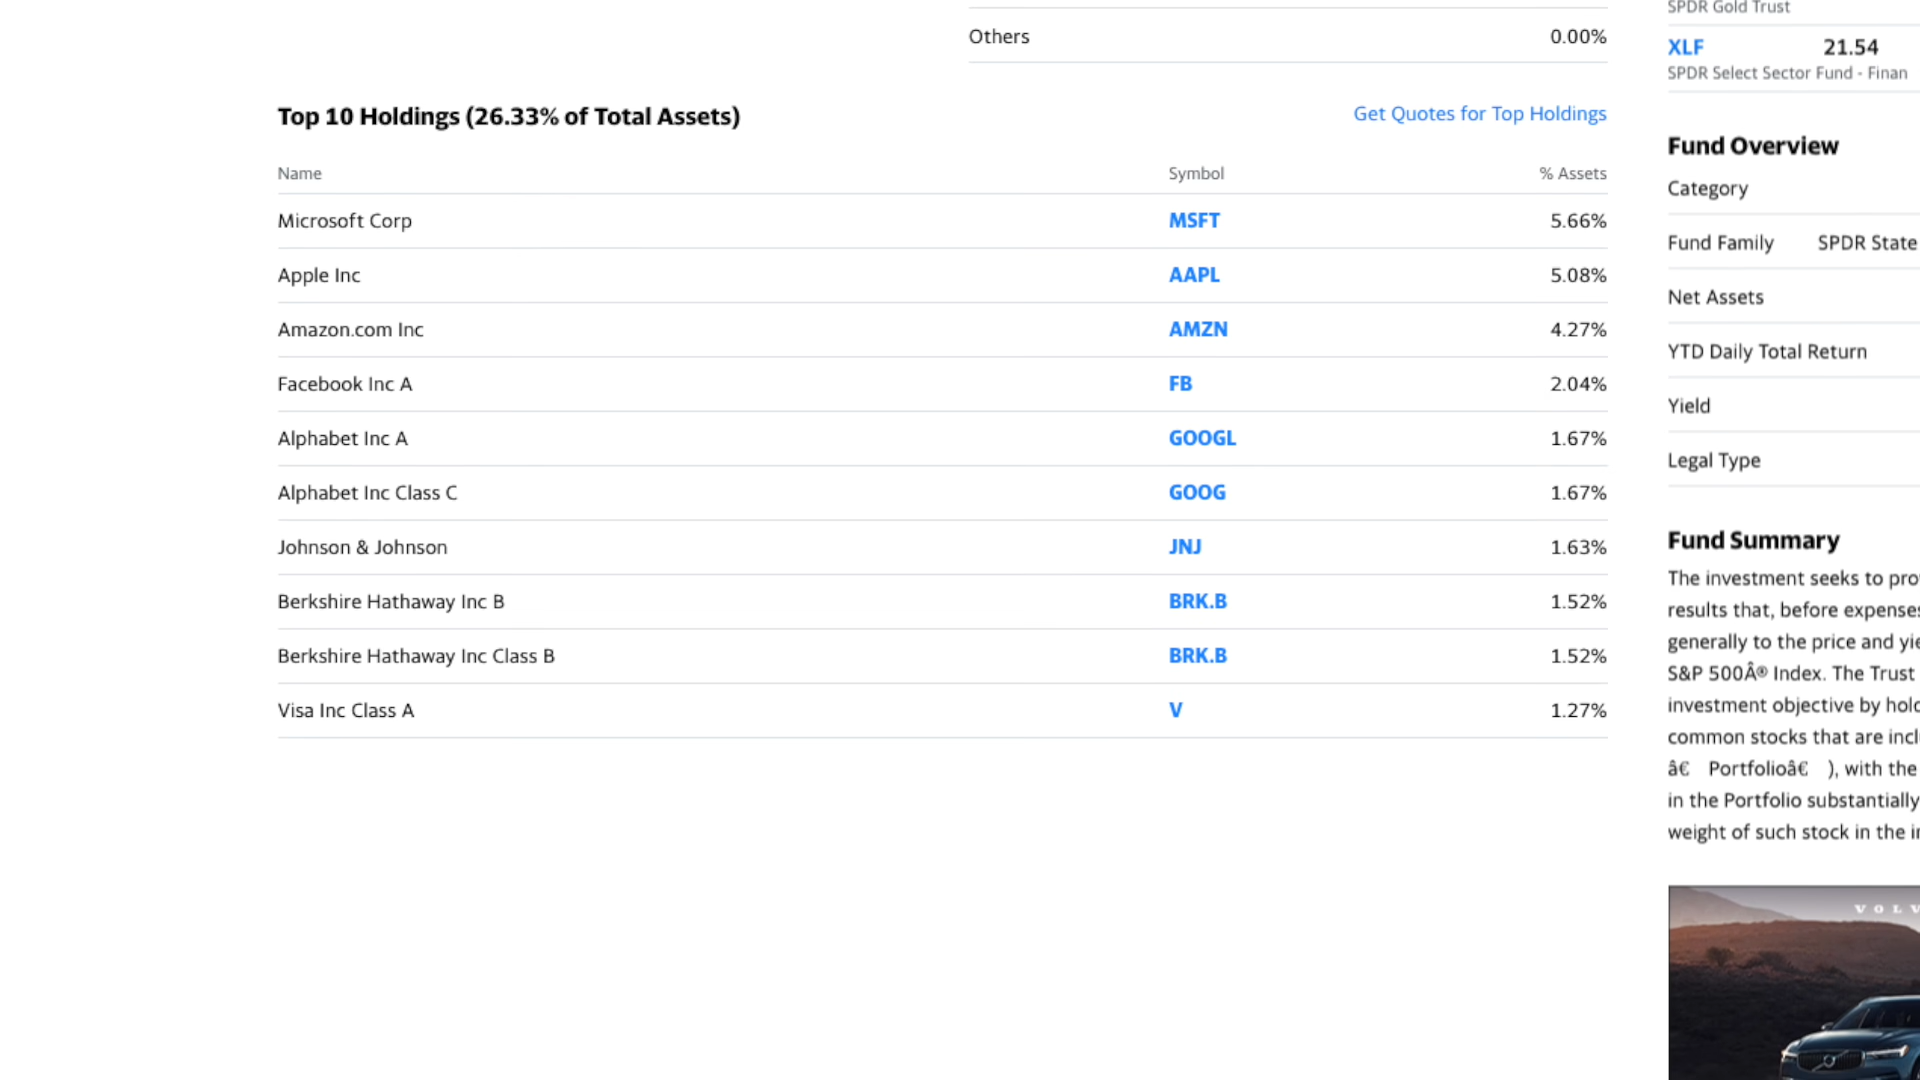 Others 0.00%
Top 10 Holdings (26.33% of Total Assets) Get Quotes for Top Holdings
Name Symbol % Assets
Microsoft Corp MSFT 5.66%
Apple Inc AAPL 5.08%
Amazon.com Inc AMZN 4.27%
Facebook Inc A FB 2.04%
Alphabet Inc A GOOGL 1.67%
Alphabet Inc Class C GOOG 1.67%
Johnson & Johnson JNJ 1.63%
Berkshire Hathaway Inc B BRK.B 1.52%
Berkshire Hathaway Inc Class B BRK.B 1.52%
Visa Inc Class A V 1.27%
SPDR Gold Trust
XLF 21.54
SPDR Select Sector Fund - Finan
Fund Overview
Category
Fund Family SPDR State
Net Assets
YTD Daily Total Return
Yield
Legal Type
Fund Summary
The investment seeks to pro
results that, before expenses
generally to the price and yie
S&P 500Â® Index. The Trust
investment objective by hold
common stocks that are incl
â€ Portfolioâ€ ), with the
in the Portfolio substantially
weight of such stock in the i
VOLV